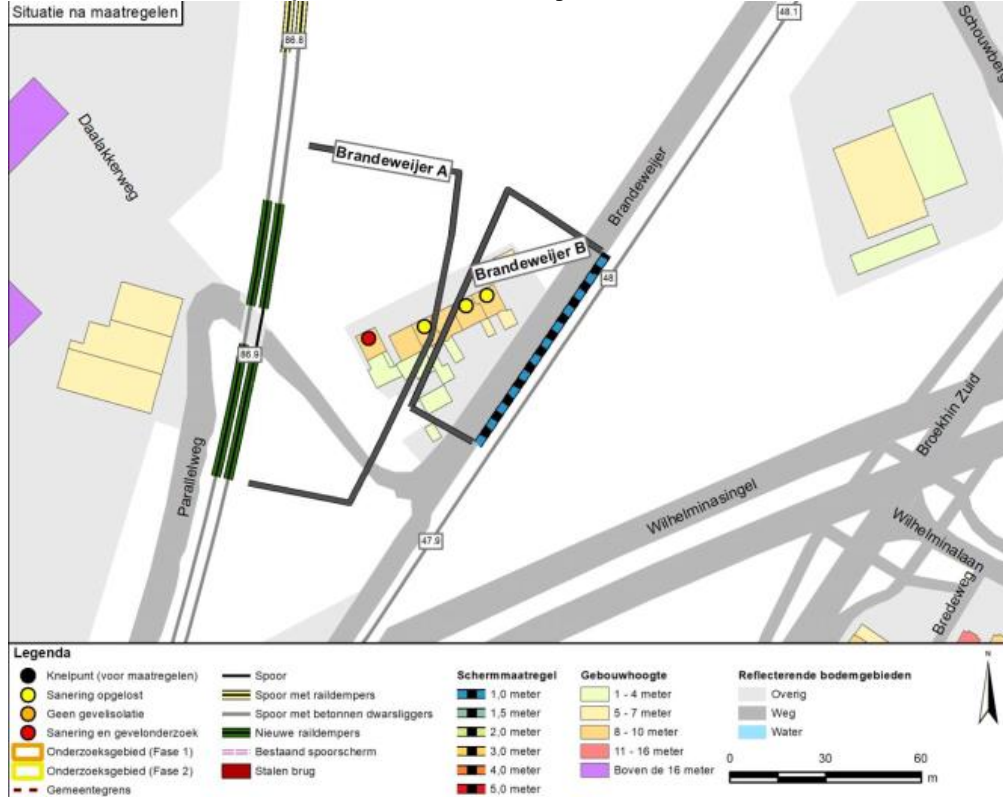 Situatie na maatregelen
86.8
48.1
Schouwberg
Daalakkerweg
Brandeweijer A
Brandeweijer
Brandeweijer B
48
86.9
Parallelweg
Broekhin Zuid
Wilhelminasingel
47.9
Wilhelminalaan
Bredeweg
Legenda
Knelpunt (voor maatregelen)
Sanering opgelost
Geen gevelisolatie
Sanering en gevelonderzoek
Onderzoeksgebied (Fase 1)
Onderzoeksgebied (Fase 2)
Gemeentegrens
Spoor
Spoor met raildempers
Spoor met betonnen dwarsliggers
Nieuwe raildempers
Bestaand spoorscherm
Stalen brug
Schermmaatregel
1,0 meter
1,5 meter
2,0 meter
3,0 meter
4,0 meter
5,0 meter
Gebouwhoogte
1 - 4 meter
5 - 7 meter
8 - 10 meter
11 - 16 meter
Boven de 16 meter
Reflecterende bodemgebieden
Overig
Weg
Water
N
0 30 60
m